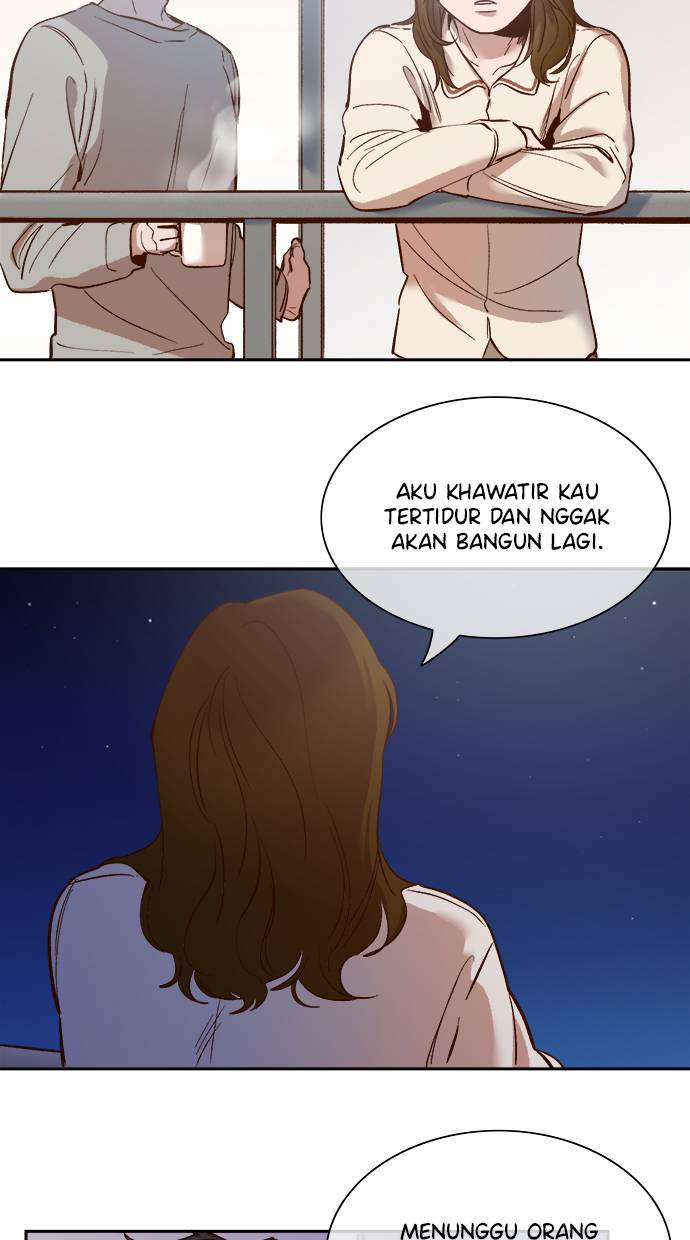 AKU KHAWATIR KAU
TERTIDUR DAN NGGAK
AKAN BANGUN LAGI.
MENUNGGU ORANG